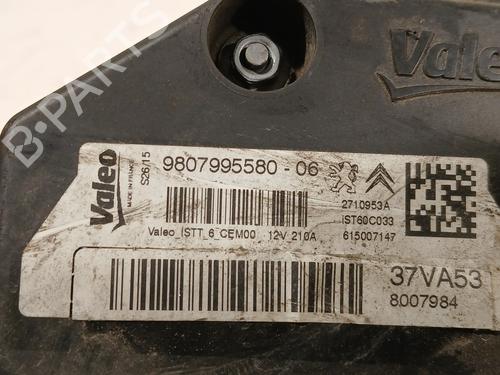 B-PARTS
Valeo
Valeo
MADE IN FRANCE
S26/15
9807995580-06
2710953A
iST60C033
615007147
Valeo_iSTT_6_CEM00 12V 210A
37VA53
8007984